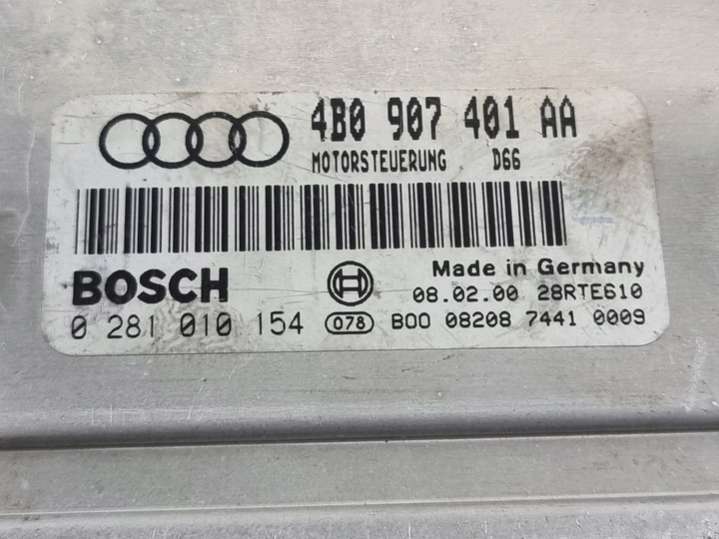 4B0 907 401 AA
MOTORSTEUERUNG D66
BOSCH
Made in Germany
08.02.00 28RTE610
0 281 010 154 078 B00 08208 7441 0009